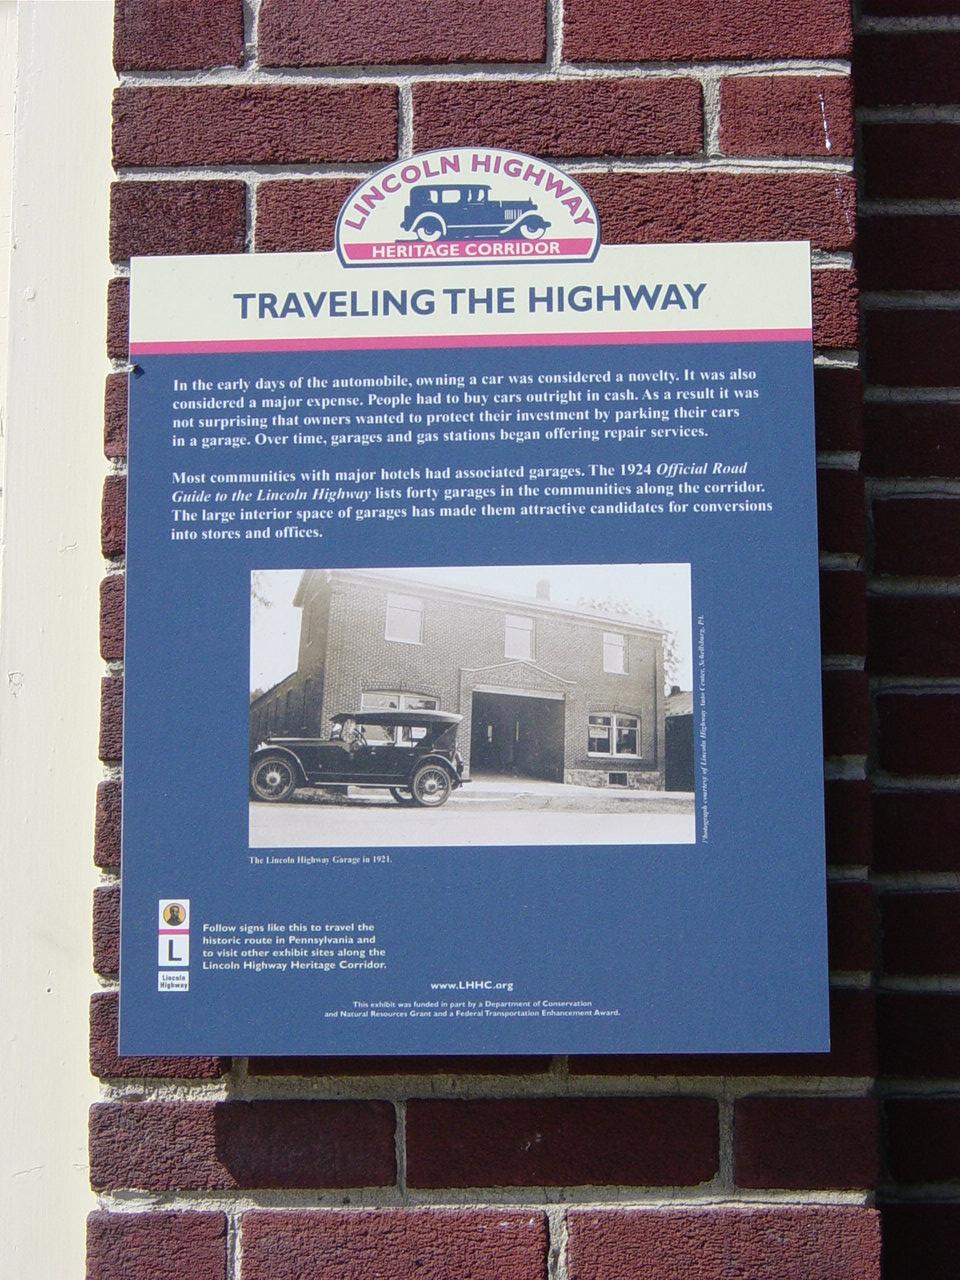 LINCOLN HIGHWAY
HERITAGE CORRIDOR
TRAVELING THE HIGHWAY
In the early days of the automobile, owning a car was considered a novelty. It was also
considered a major expense. People had to buy cars outright in cash. As a result it was
not surprising that owners wanted to protect their investment by parking their cars
in a garage. Over time, garages and gas stations began offering repair services.
Most communities with major hotels had associated garages. The 1924 Official Road
Guide to the Lincoln Highway lists forty garages in the communities along the corridor.
The large interior space of garages has made them attractive candidates for conversions
into stores and offices.
Photograph courtesy of Lincoln Highway Auto Center, Schellsburg, PA.
The Lincoln Highway Garage in 1921.
L
Lincoln
Highway
Follow signs like this to travel the
historic route in Pennsylvania and
to visit other exhibit sites along the
Lincoln Highway Heritage Corridor.
www.LHHC.org
This exhibit was funded in part by a Department of Conservation
and Natural Resources Grant and a Federal Transportation Enhancement Award.